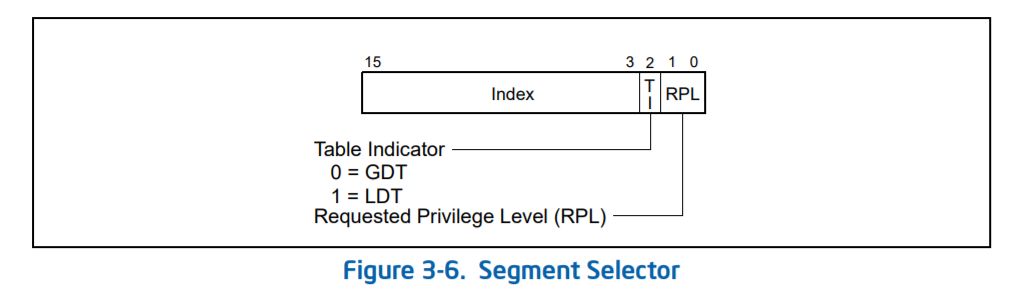 15 3 2 1 0
Index TI RPL
Table Indicator
0 = GDT
1 = LDT
Requested Privilege Level (RPL)
Figure 3-6. Segment Selector